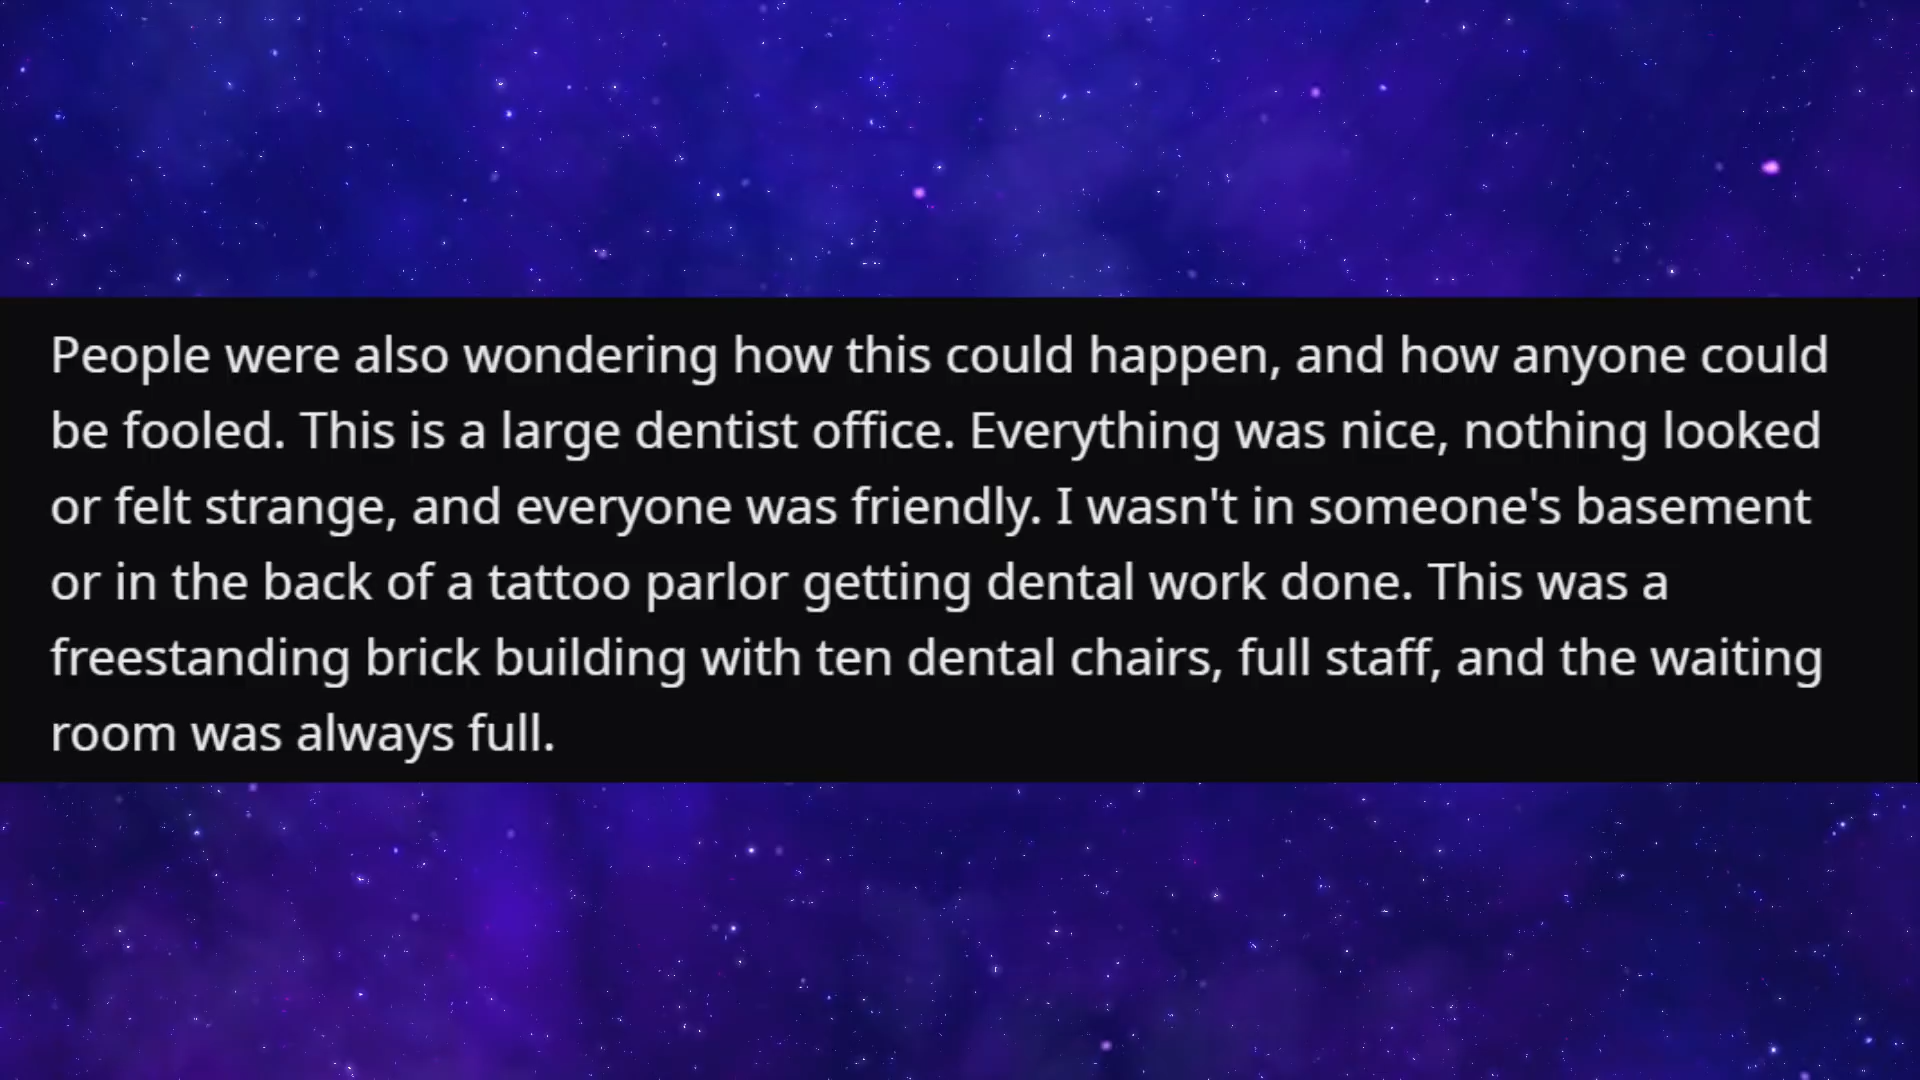 People were also wondering how this could happen, and how anyone could
be fooled. This is a large dentist office. Everything was nice, nothing looked
or felt strange, and everyone was friendly. I wasn't in someone's basement
or in the back of a tattoo parlor getting dental work done. This was a
freestanding brick building with ten dental chairs, full staff, and the waiting
room was always full.